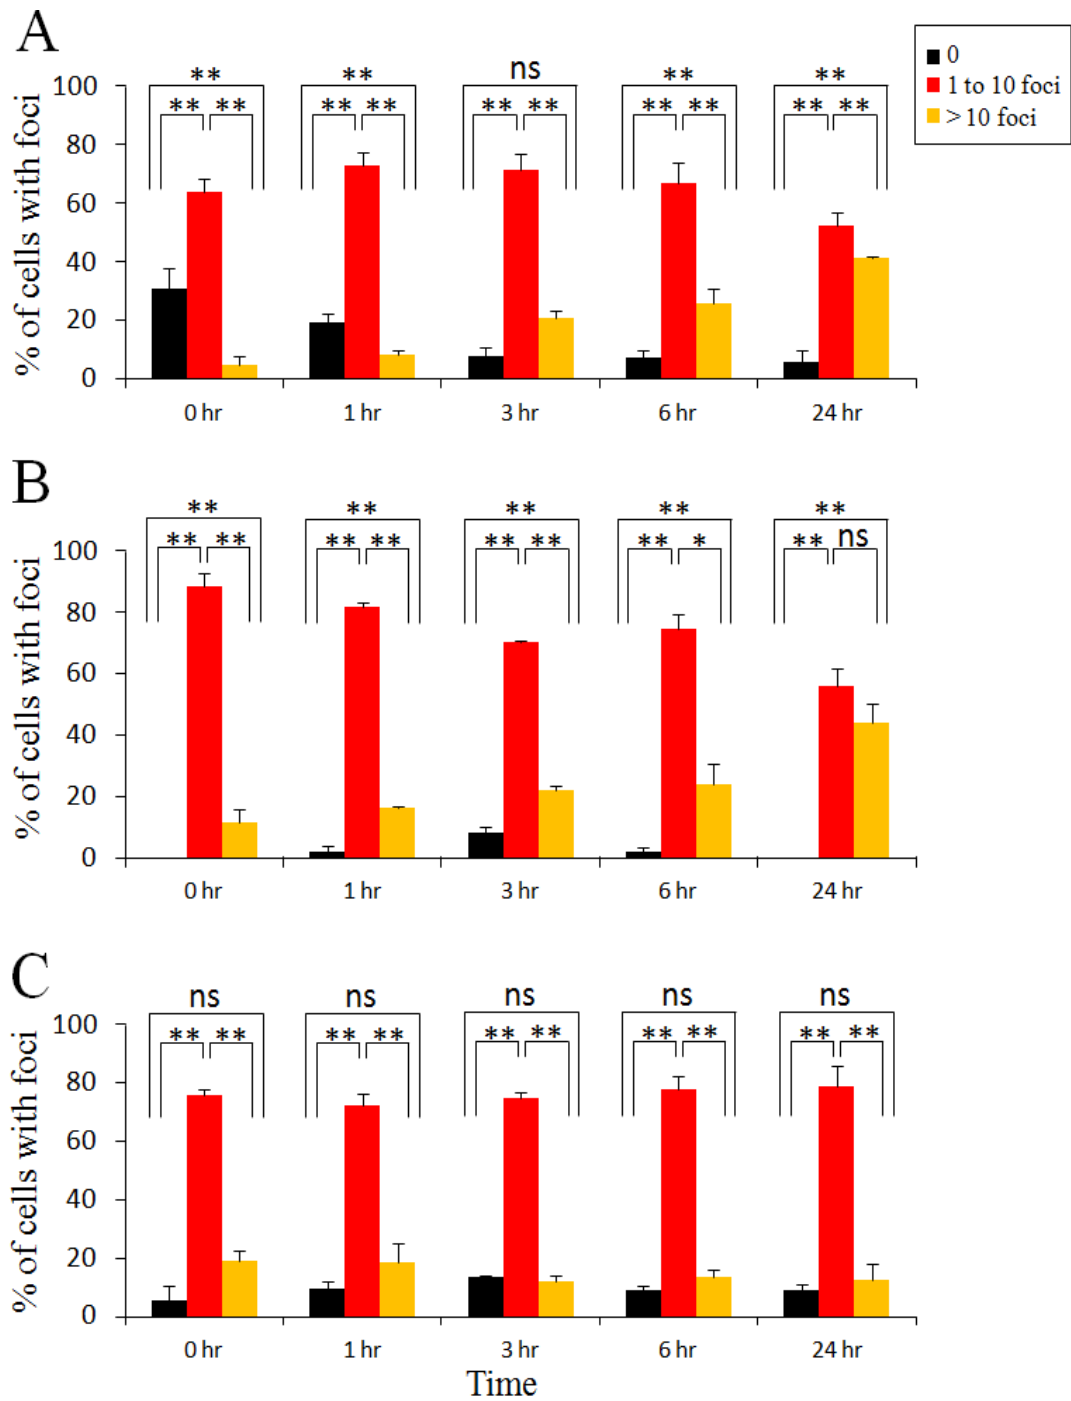 A
0
1 to 10 foci
> 10 foci
** ** ns ** **
** ** ** ** ** ** ** ** ** **
% of cells with foci
100
80
60
40
20
0
0 hr 1 hr 3 hr 6 hr 24 hr
B
** ** ** ** **
** ** ** ** ** ** ** * ** ns
% of cells with foci
100
80
60
40
20
0
0 hr 1 hr 3 hr 6 hr 24 hr
C
ns ns ns ns ns
** ** ** ** ** ** ** ** ** **
% of cells with foci
100
80
60
40
20
0
0 hr 1 hr 3 hr 6 hr 24 hr
Time